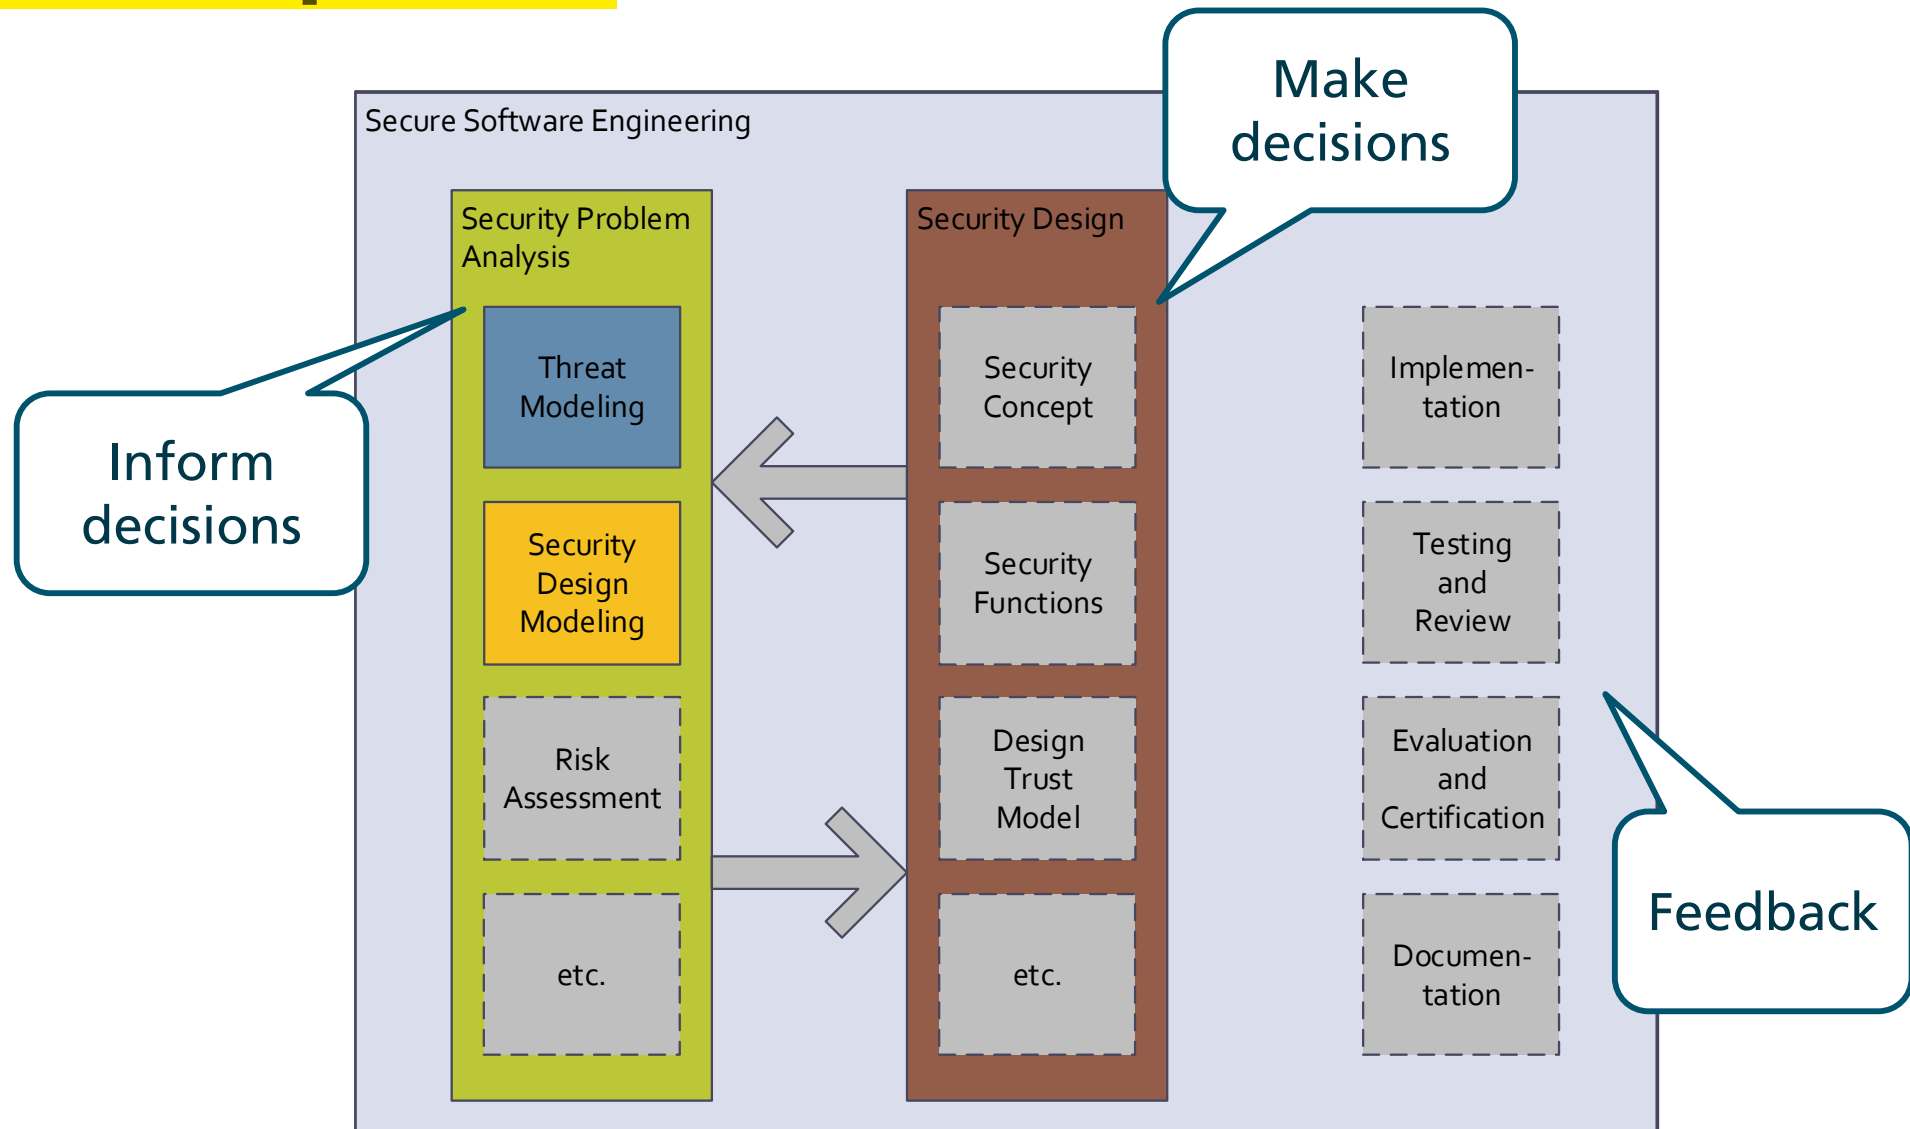 Make
decisions
Secure Software Engineering
Security Problem
Analysis
Security Design
Threat
Modeling
Security
Concept
Implemen-
tation
Inform
decisions
Security
Design
Modeling
Security
Functions
Testing
and
Review
Risk
Assessment
Design
Trust
Model
Evaluation
and
Certification
Feedback
etc.
etc.
Documen-
tation